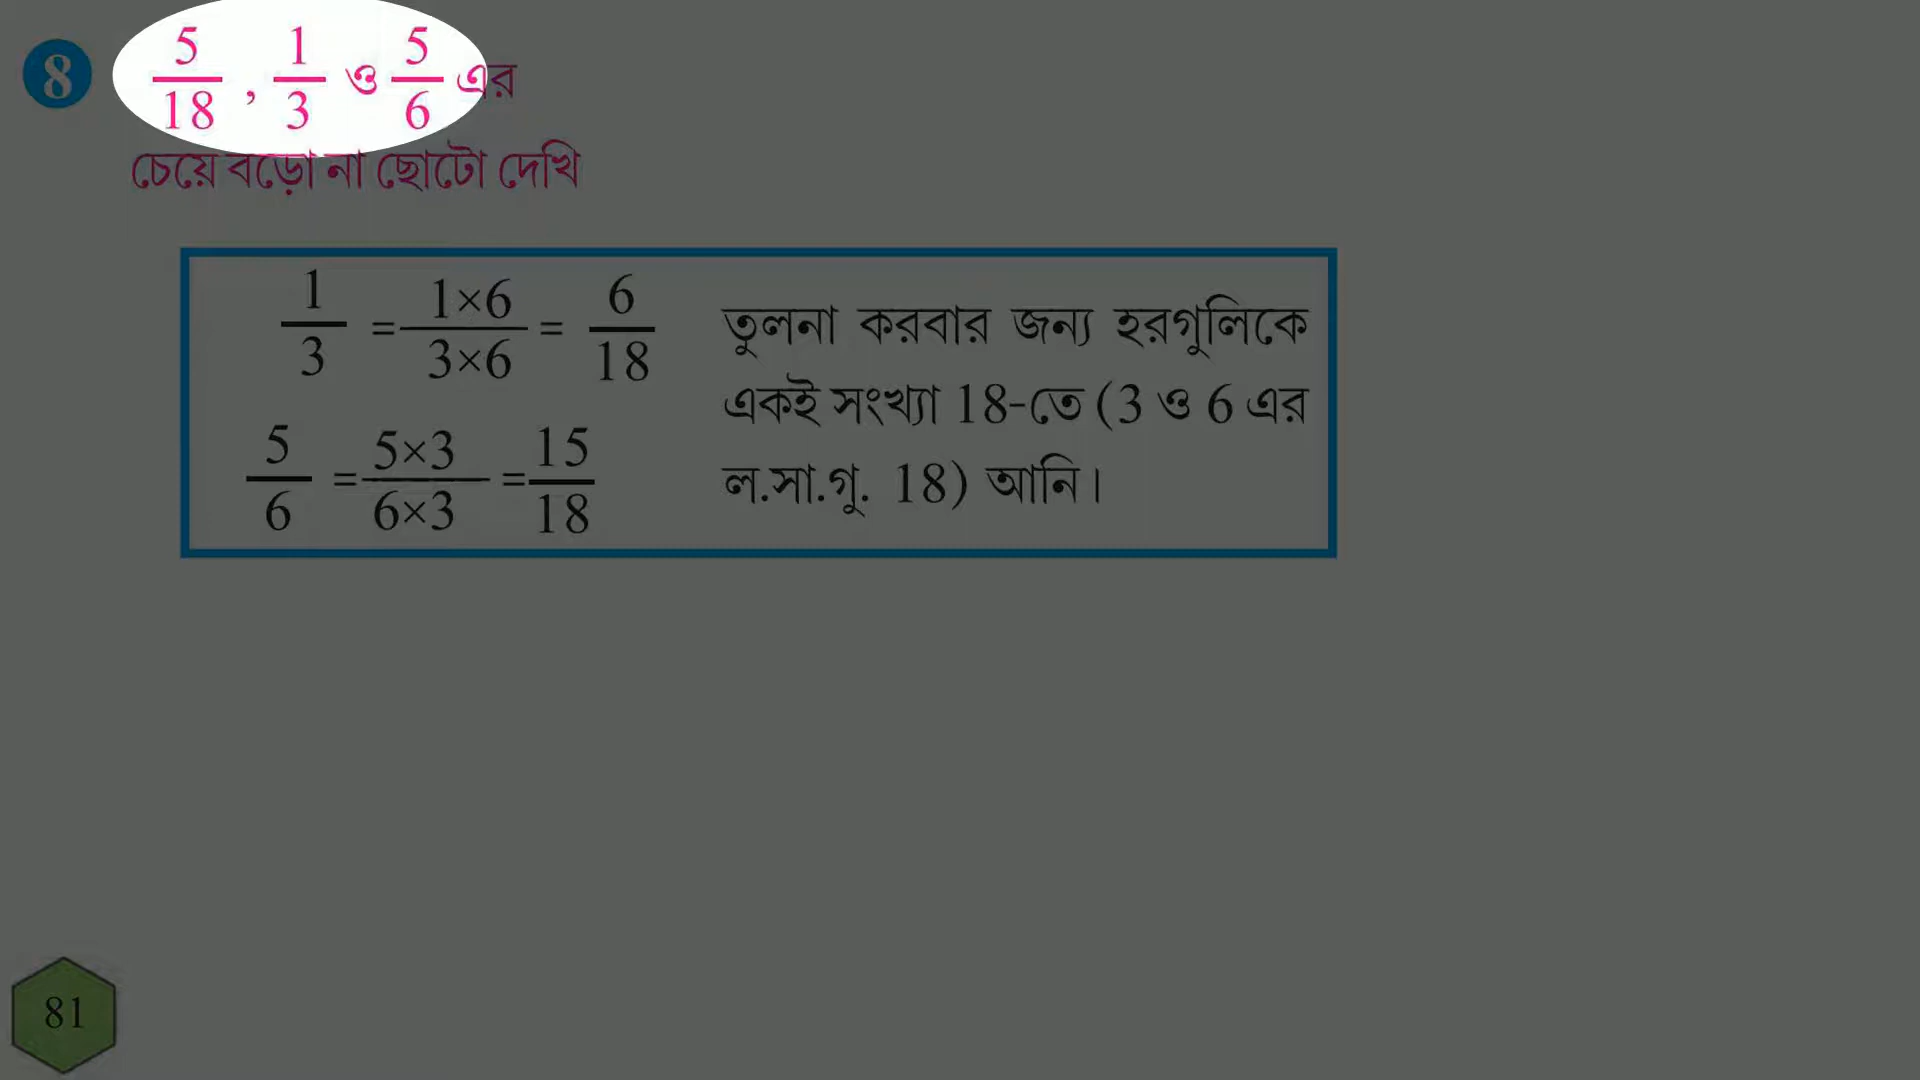 8 5/18 , 1/3 ও 5/6 এর
চেয়ে বড়ো না ছোটো দেখি
1/3 = 1×6/3×6 = 6/18
5/6 = 5×3/6×3 = 15/18
তুলনা করবার জন্য হরগুলিকে
একই সংখ্যা 18-তে (3 ও 6 এর
ল.সা.গু. 18) আনি।
81